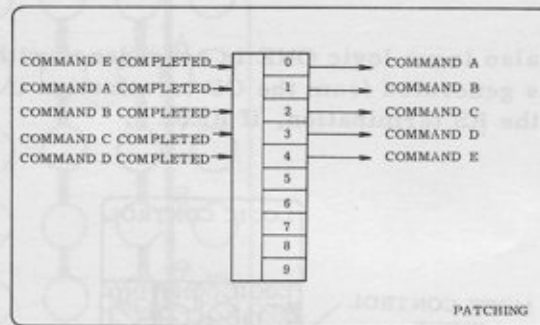 COMMAND E COMPLETED 0 COMMAND A
COMMAND A COMPLETED 1 COMMAND B
COMMAND B COMPLETED 2 COMMAND C
COMMAND C COMPLETED 3 COMMAND D
COMMAND D COMPLETED 4 COMMAND E
5
6
7
8
9
PATCHING